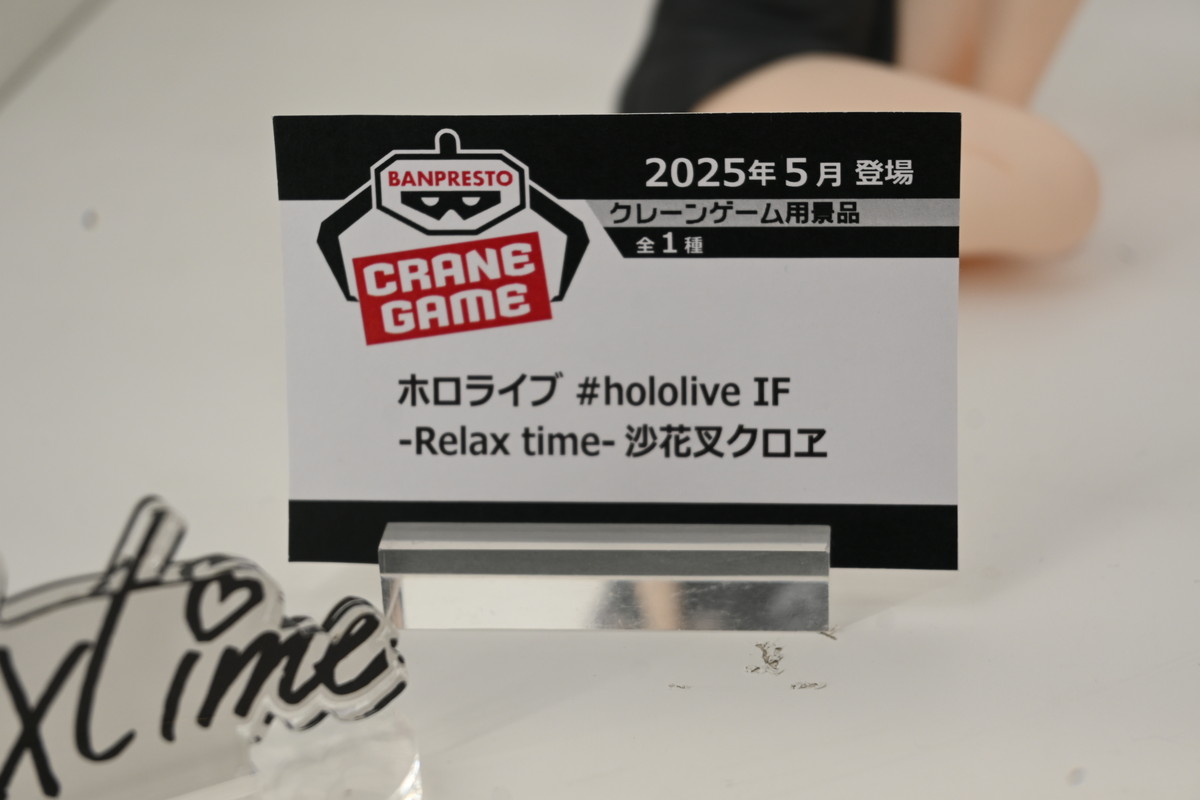 BANPRESTO
CRANE
GAME
2025年5月 登場
クレーンゲーム用景品
全1種
ホロライブ #hololive IF
-Relax time- 沙花叉クロヱ
x time